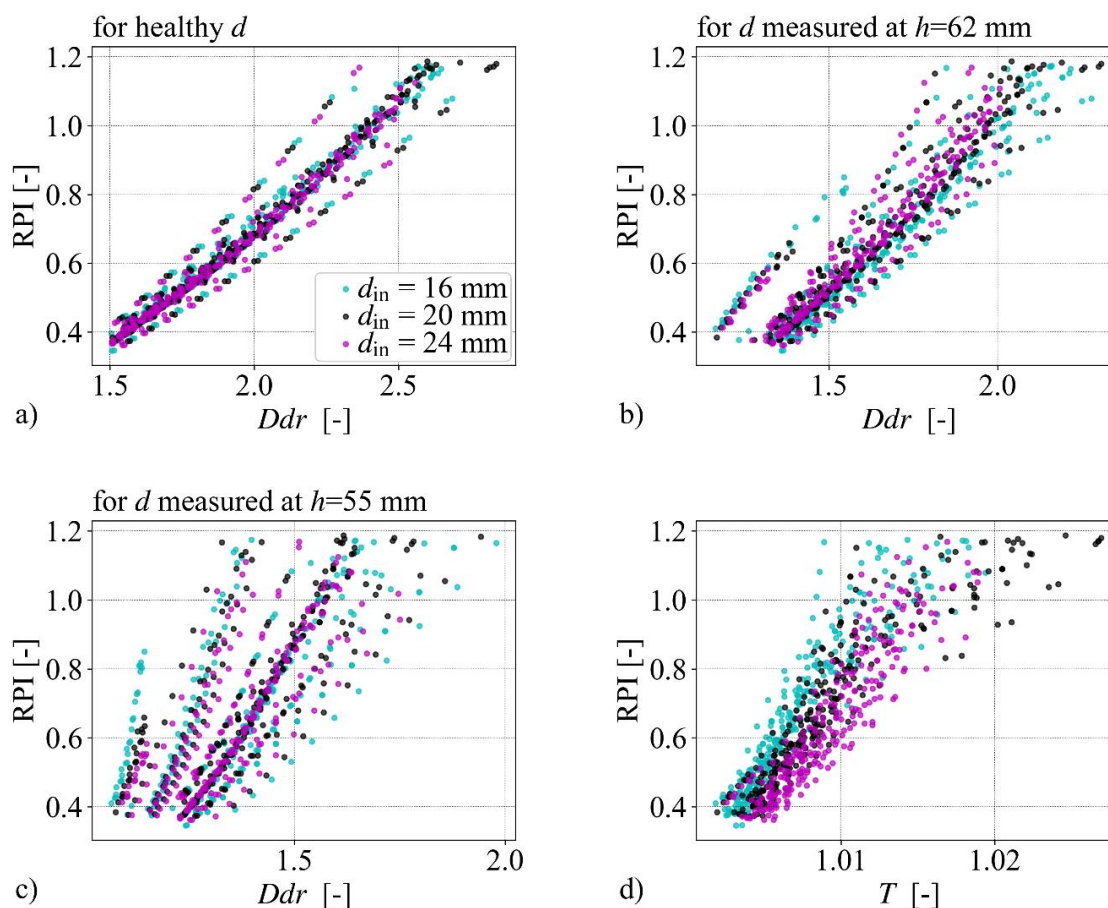 for healthy d
1.2
1.0
0.8
0.6
0.4
RPI [-]
d_in = 16 mm
d_in = 20 mm
d_in = 24 mm
1.5 2.0 2.5
a) Ddr [-]
for d measured at h=62 mm
1.2
1.0
0.8
0.6
0.4
RPI [-]
1.5 2.0
b) Ddr [-]
for d measured at h=55 mm
1.2
1.0
0.8
0.6
0.4
RPI [-]
1.5 2.0
c) Ddr [-]
1.2
1.0
0.8
0.6
0.4
RPI [-]
1.01 1.02
d) T [-]